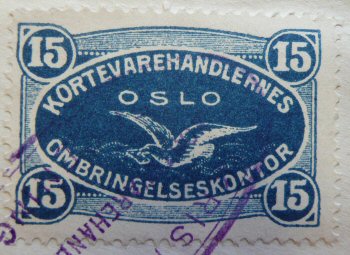 15 15
KORTEVAREHANDLERNES
OSLO
OMBRINGELSESKONTOR
15 15